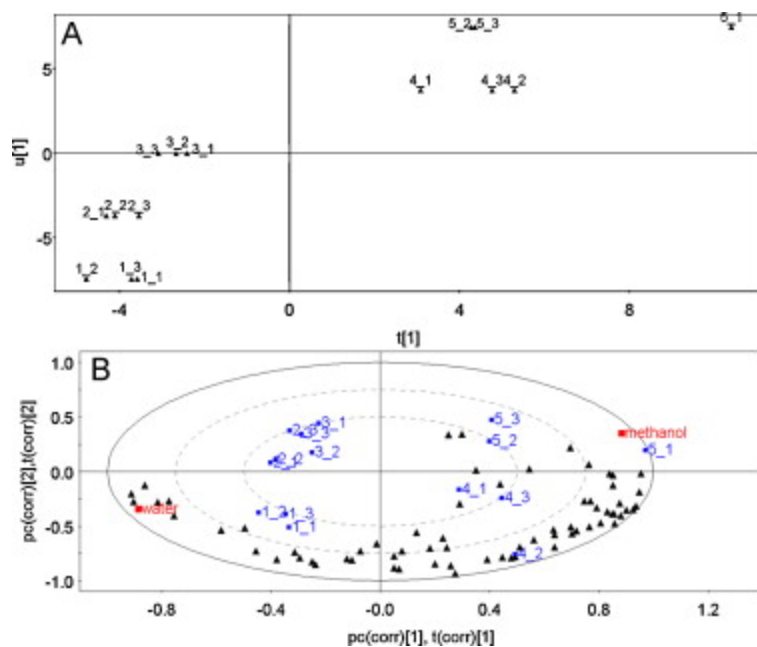 A
5_2 5_3 5_1
5
4_1 4_3 4_2
u[1]
0
3_3 3_2 3_1
2_1 2_2 2_3
-5
1_2 1_3 1_1
-4 0 4 8
t[1]
B
1.0
0.5
0.0
-0.5
-1.0
pc(corr)[2],t(corr)[2]
3_1
5_3
methanol
5_2
5_1
3_2
4_1
4_3
water
1_2
1_3
1_1
4_2
-0.8 -0.4 -0.0 0.4 0.8 1.2
pc(corr)[1], t(corr)[1]